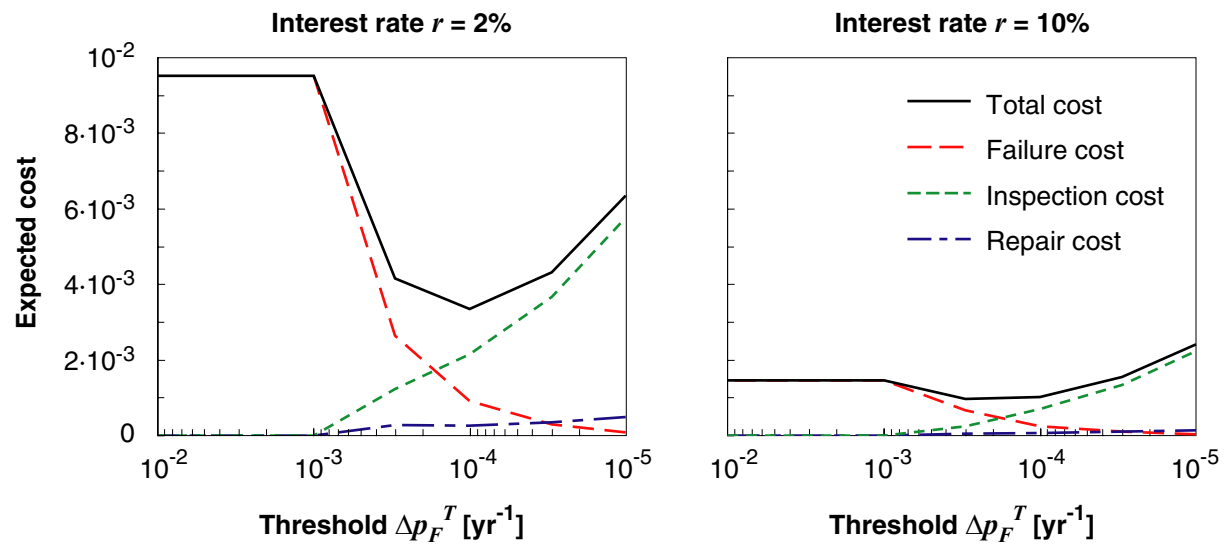 Interest rate r = 2%
Interest rate r = 10%
Expected cost
10⁻²
8·10⁻³
6·10⁻³
4·10⁻³
2·10⁻³
0
10⁻² 10⁻³ 10⁻⁴ 10⁻⁵
Threshold Δp_F^T [yr⁻¹]
Total cost
Failure cost
Inspection cost
Repair cost
10⁻² 10⁻³ 10⁻⁴ 10⁻⁵
Threshold Δp_F^T [yr⁻¹]